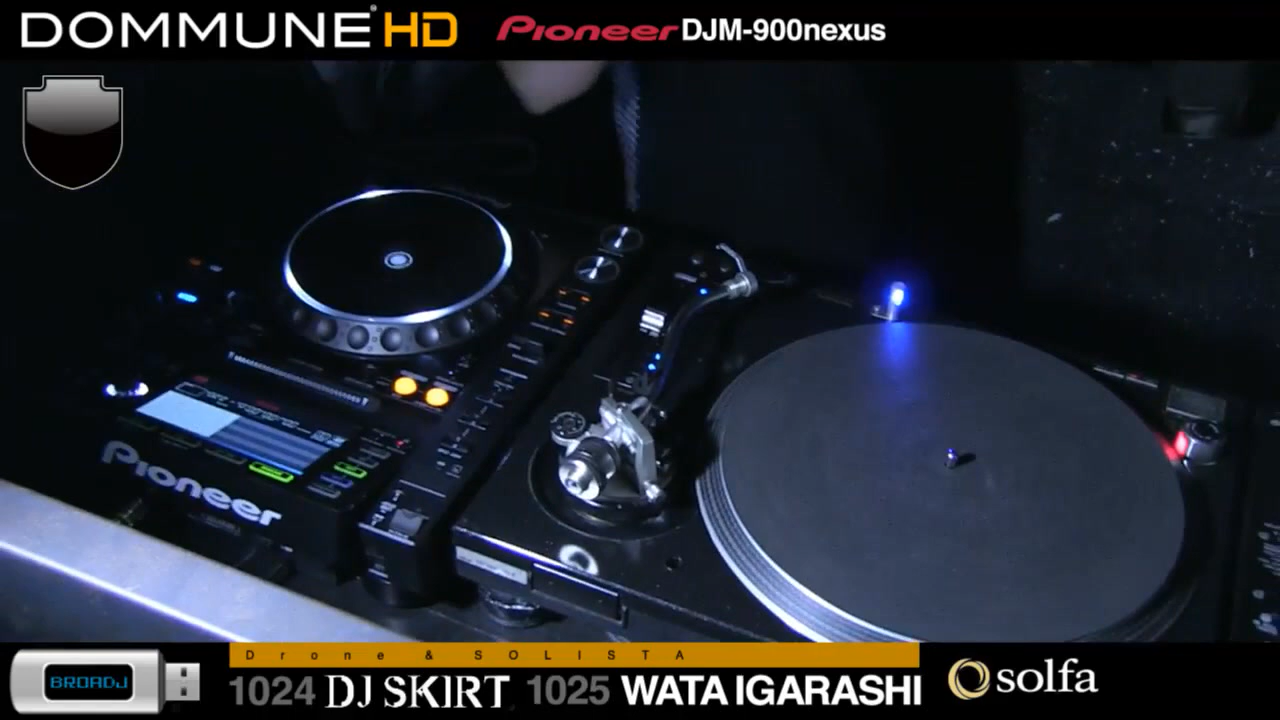 DOMMUNE HD Pioneer DJM-900nexus
Pioneer
Drone & SOLISTA
BROADJ 1024 DJ SKIRT 1025 WATA IGARASHI solfa